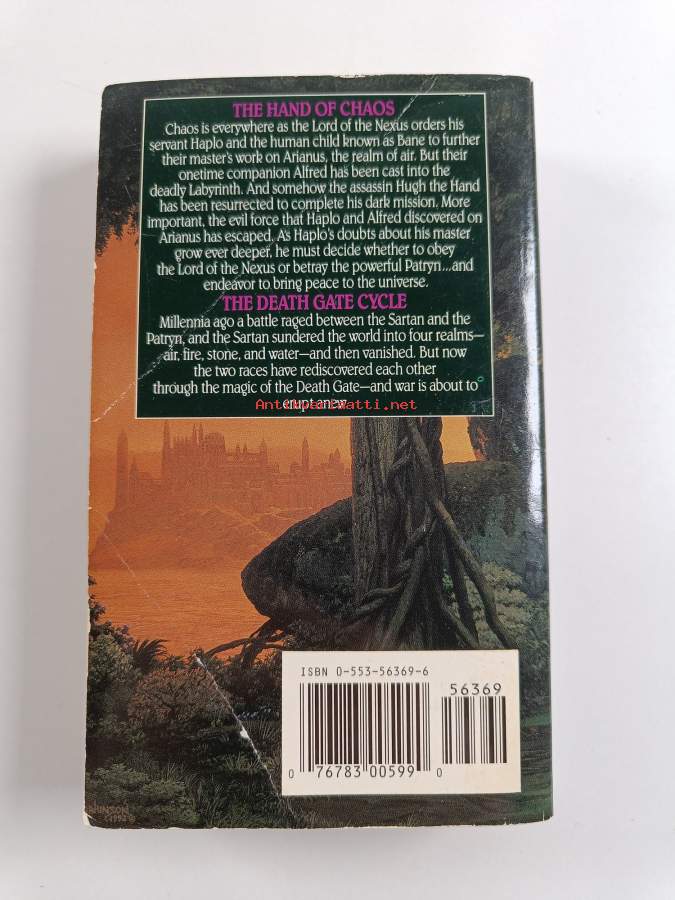 THE HAND OF CHAOS
Chaos is everywhere as the Lord of the Nexus orders his
servant Haplo and the human child known as Bane to further
their master's work on Arianus, the realm of air. But their
onetime companion Alfred has been cast into the
deadly Labyrinth. And somehow the assassin Hugh the Hand
has been resurrected to complete his dark mission. More
important, the evil force that Haplo and Alfred discovered on
Arianus has escaped. As Haplo's doubts about his master
grow ever deeper, he must decide whether to obey
the Lord of the Nexus or betray the powerful Patryn...and
endeavor to bring peace to the universe.
THE DEATH GATE CYCLE
Millennia ago a battle raged between the Sartan and the
Patryn, and the Sartan sundered the world into four realms—
air, fire, stone, and water—and then vanished. But now
the two races have rediscovered each other
through the magic of the Death Gate—and war is about to
erupt anew.
Antikvariaatti.net
ISBN 0-553-56369-6
56369
0 76783 00599 0
©1992